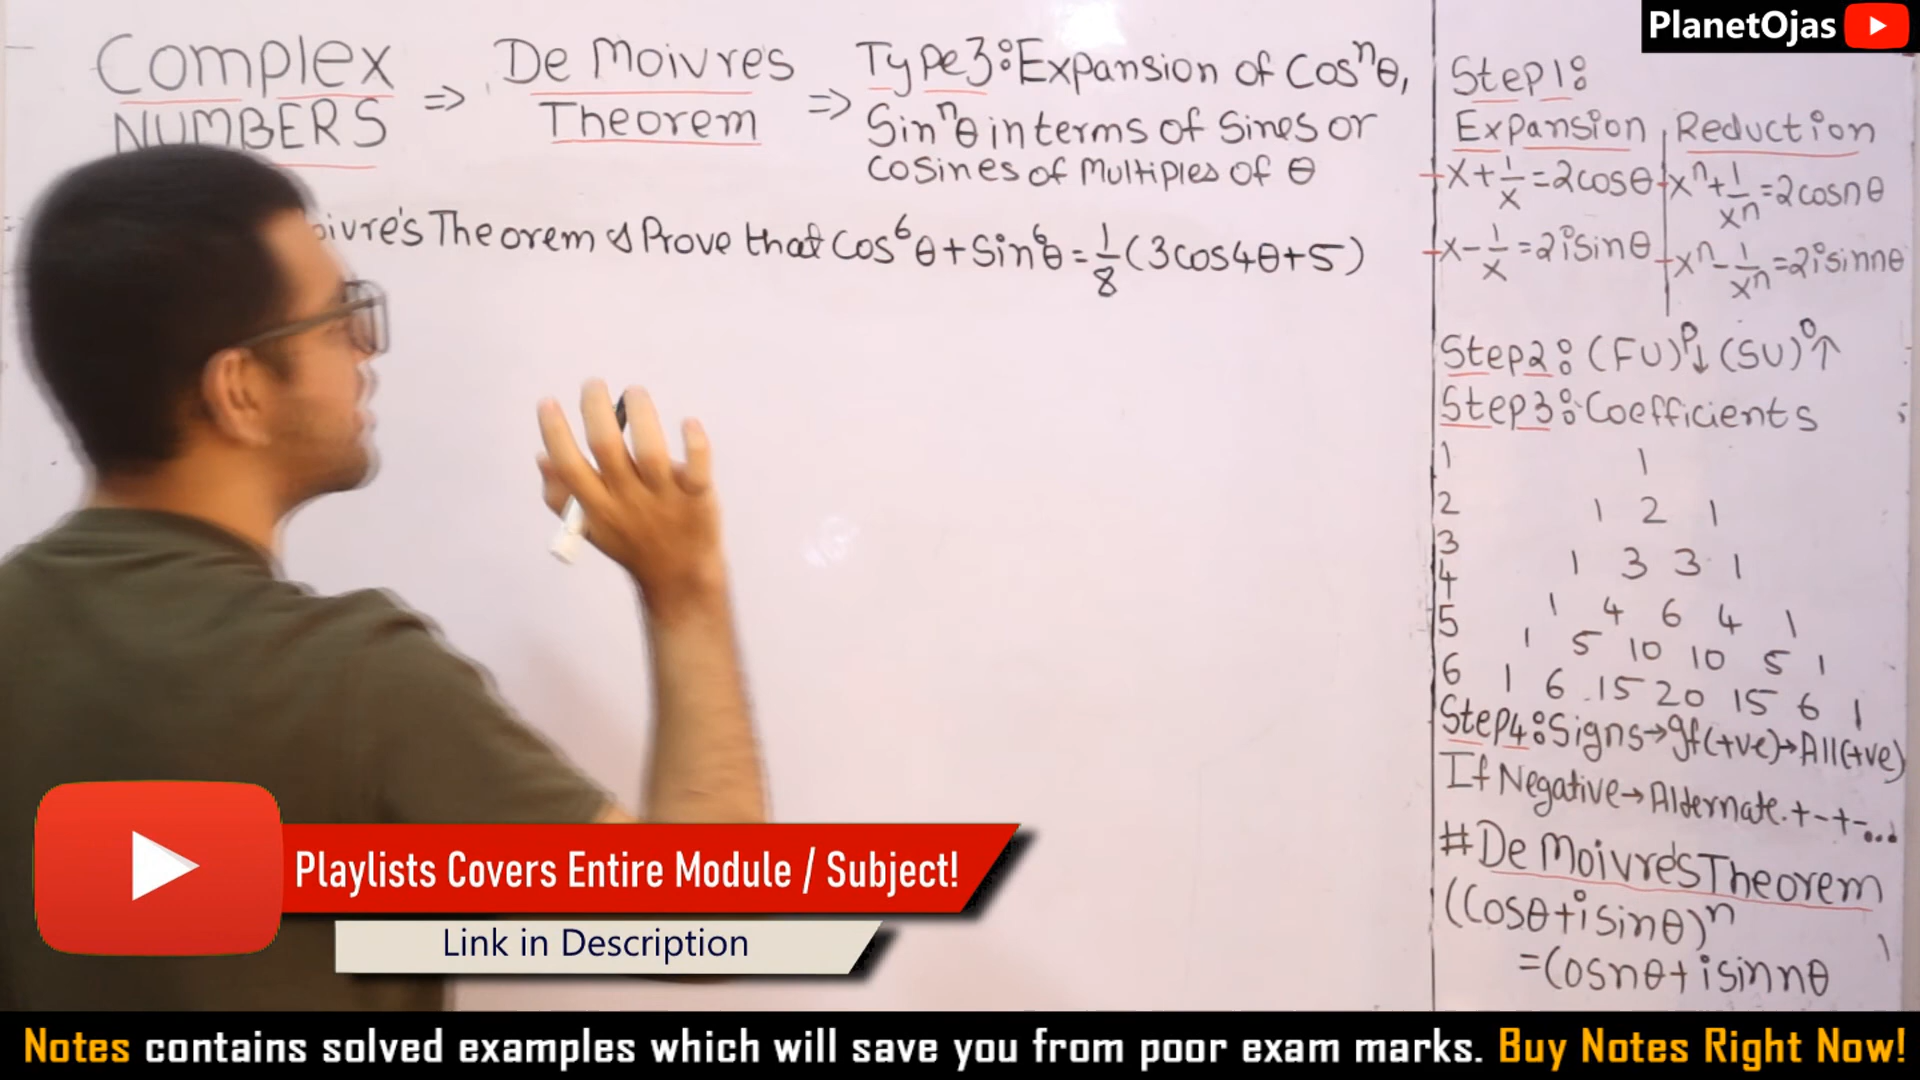 PlanetOjas
Complex
NUMBERS
⇒ De Moivres
Theorem
⇒ Type3:Expansion of Cosⁿθ,
Sinⁿθ in terms of Sines or
cosines of Multiples of θ
Theorem & Prove that Cos⁶θ+Sin⁶θ=1/8(3cos4θ+5)
Step1:
Expansion Reduction
x+1/x=2cosθ xⁿ+1/xⁿ=2cosnθ
x-1/x=2isinθ xⁿ-1/xⁿ=2isinnθ
Step2: (FU)ᴾ↓ (SU)⁰↑
Step3: Coefficients
1 1
2 1 2 1
3 1 3 3 1
4 1 4 6 4 1
5 1 5 10 10 5 1
6 1 6 15 20 15 6 1
Step4:Signs→If(+ve)→All(+ve)
If Negative→Alternate.+-+-...
#De Moivre's Theorem
(Cosθ+isinθ)ⁿ
=Cosnθ+isinnθ
Playlists Covers Entire Module / Subject!
Link in Description
Notes contains solved examples which will save you from poor exam marks. Buy Notes Right Now!